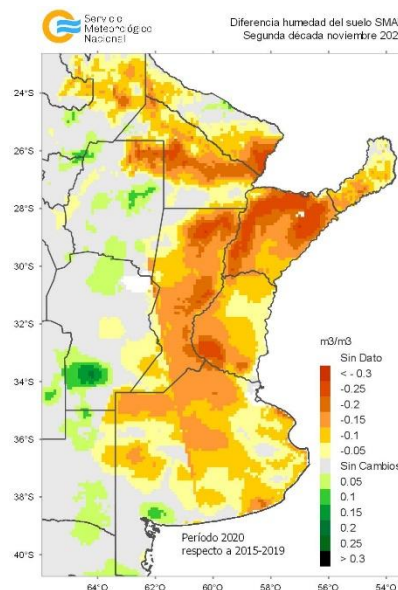 Servicio
Meteorológico
Nacional
Diferencia humedad del suelo SMA
Segunda década noviembre 202
24°S
26°S
28°S
30°S
32°S
34°S
36°S
38°S
40°S
m3/m3
Sin Dato
< - 0.3
-0.25
-0.2
-0.15
-0.1
-0.05
Sin Cambios
0.05
0.1
0.15
0.2
0.25
> 0.3
Período 2020
respecto a 2015-2019
64°O
62°O
60°O
58°O
56°O
54°O